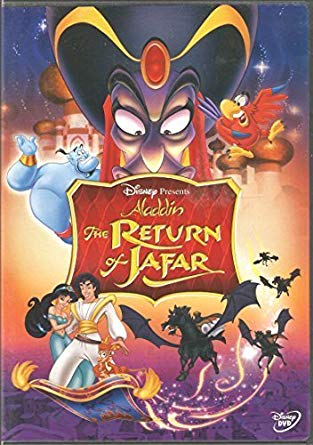 Disney Presents
Aladdin
THE RETURN
of JAFAR
Disney
DVD